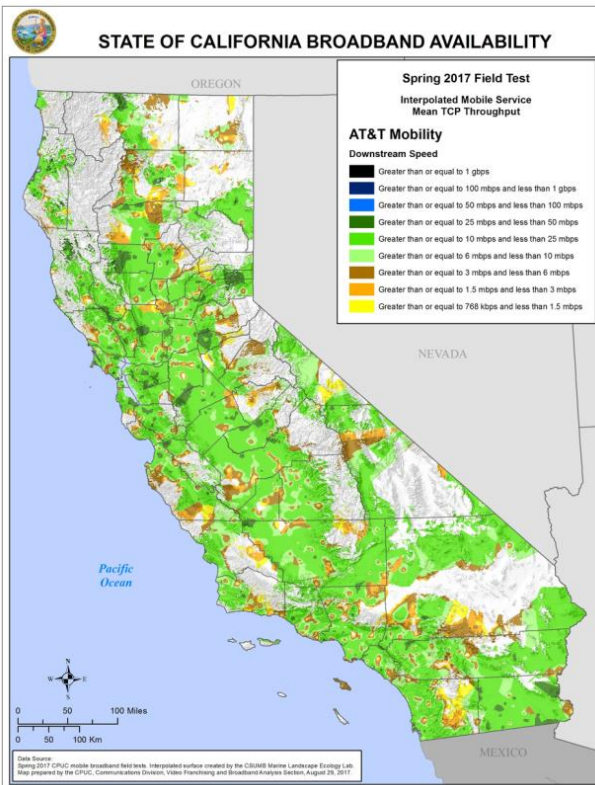 STATE OF CALIFORNIA BROADBAND AVAILABILITY
OREGON
Spring 2017 Field Test
Interpolated Mobile Service
Mean TCP Throughput
AT&T Mobility
Downstream Speed
Greater than or equal to 1 gbps
Greater than or equal to 100 mbps and less than 1 gbps
Greater than or equal to 50 mbps and less than 100 mbps
Greater than or equal to 25 mbps and less than 50 mbps
Greater than or equal to 10 mbps and less than 25 mbps
Greater than or equal to 6 mbps and less than 10 mbps
Greater than or equal to 3 mbps and less than 6 mbps
Greater than or equal to 1.5 mbps and less than 3 mbps
Greater than or equal to 768 kbps and less than 1.5 mbps
NEVADA
Pacific
Ocean
N
W E
S
0 50 100 Miles
0 50 100 Km
MEXICO
Data Source:
Spring 2017 CPUC mobile broadband field tests. Interpolated surface created by the CSUMB Marine Landscape Ecology Lab.
Map prepared by the CPUC, Communications Division, Video Franchising and Broadband Analysis Section, August 29, 2017.